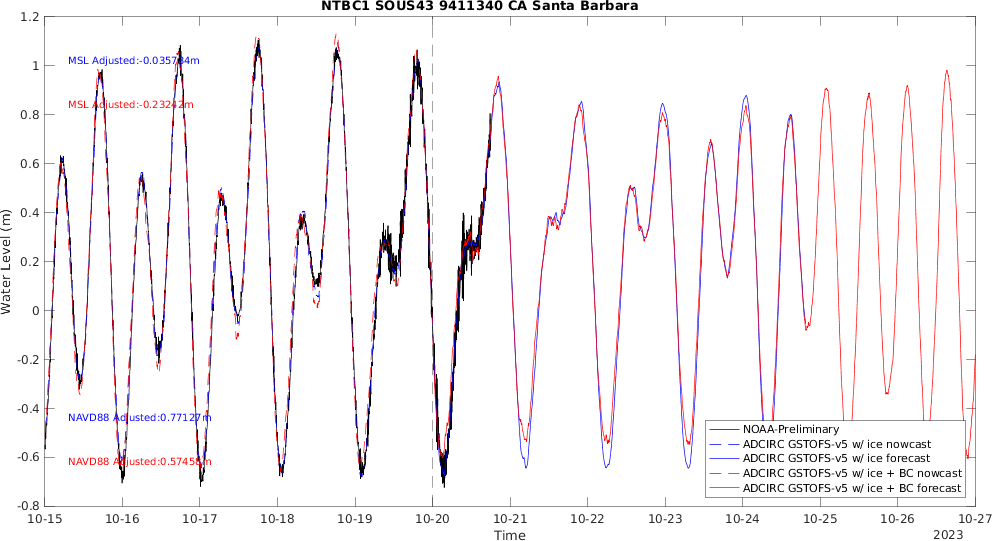 NTBC1 SOUS43 9411340 CA Santa Barbara
1.2
1
0.8
0.6
0.4
0.2
0
-0.2
-0.4
-0.6
-0.8
Water Level (m)
MSL Adjusted:-0.035784m
MSL Adjusted:-0.23242m
NAVD88 Adjusted:0.77127m
NAVD88 Adjusted:0.57458m
NOAA-Preliminary
ADCIRC GSTOFS-v5 w/ ice nowcast
ADCIRC GSTOFS-v5 w/ ice forecast
ADCIRC GSTOFS-v5 w/ice + BC nowcast
ADCIRC GSTOFS-v5 w/ice + BC forecast
10-15 10-16 10-17 10-18 10-19 10-20 10-21 10-22 10-23 10-24 10-25 10-26 10-27
Time
2023